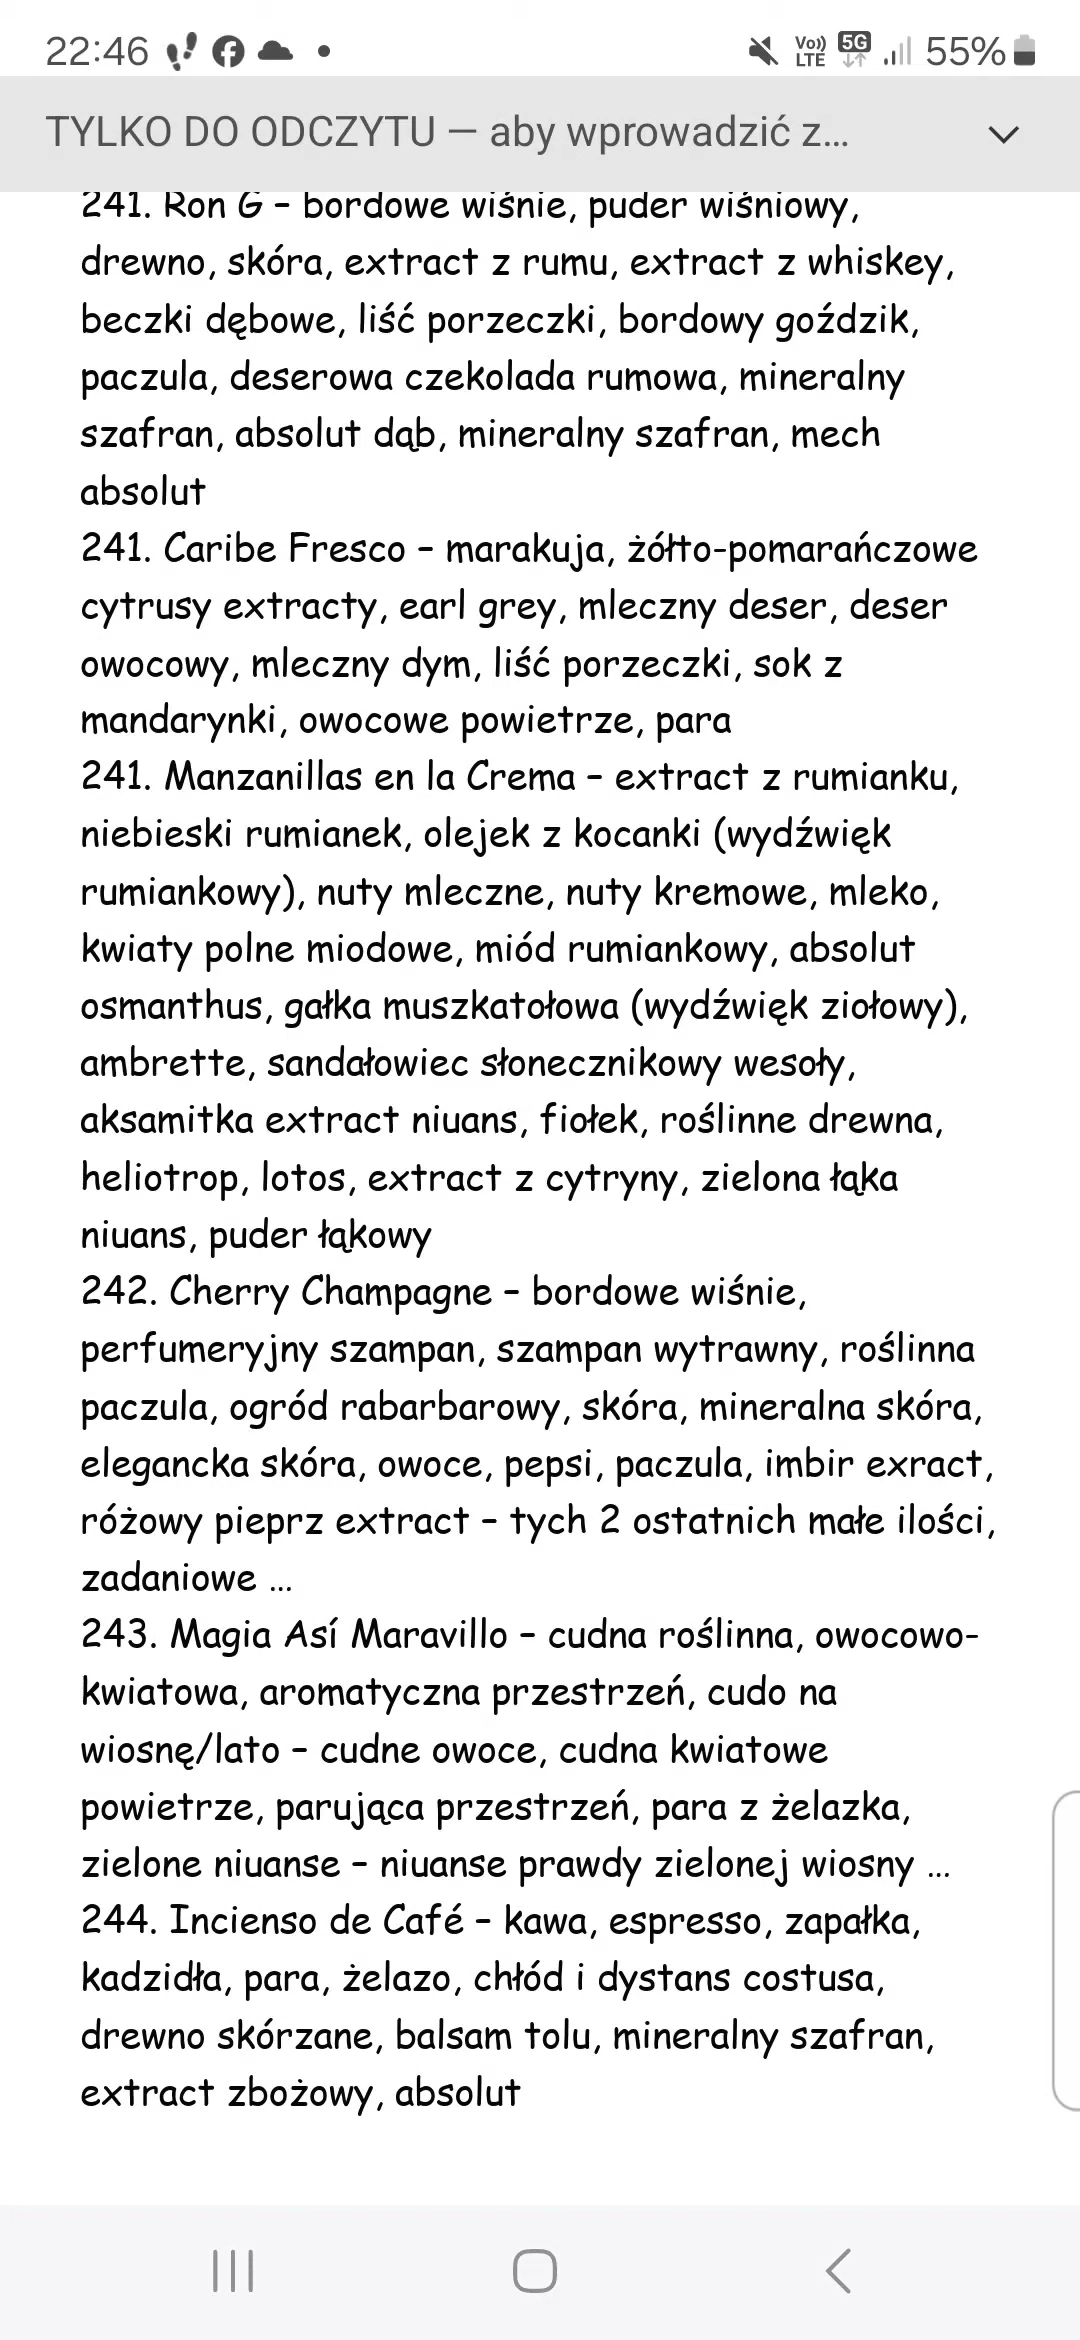 22:46
Vo)) LTE 5G 55%
TYLKO DO ODCZYTU — aby wprowadzić z...
241. Ron G – bordowe wiśnie, puder wiśniowy,
drewno, skóra, extract z rumu, extract z whiskey,
beczki dębowe, liść porzeczki, bordowy goździk,
paczula, deserowa czekolada rumowa, mineralny
szafran, absolut dąb, mineralny szafran, mech
absolut
241. Caribe Fresco – marakuja, żółto-pomarańczowe
cytrusy extracty, earl grey, mleczny deser, deser
owocowy, mleczny dym, liść porzeczki, sok z
mandarynki, owocowe powietrze, para
241. Manzanillas en la Crema – extract z rumianku,
niebieski rumianek, olejek z kocanki (wydźwięk
rumiankowy), nuty mleczne, nuty kremowe, mleko,
kwiaty polne miodowe, miód rumiankowy, absolut
osmanthus, gałka muszkatołowa (wydźwięk ziołowy),
ambrette, sandałowiec słonecznikowy wesoły,
aksamitka extract niuans, fiołek, roślinne drewna,
heliotrop, lotos, extract z cytryny, zielona łąka
niuans, puder łąkowy
242. Cherry Champagne – bordowe wiśnie,
perfumeryjny szampan, szampan wytrawny, roślinna
paczula, ogród rabarbarowy, skóra, mineralna skóra,
elegancka skóra, owoce, pepsi, paczula, imbir exract,
różowy pieprz extract – tych 2 ostatnich małe ilości,
zadaniowe ...
243. Magia Así Maravillo – cudna roślinna, owocowo-
kwiatowa, aromatyczna przestrzeń, cudo na
wiosnę/lato – cudne owoce, cudna kwiatowe
powietrze, parująca przestrzeń, para z żelazka,
zielone niuanse – niuanse prawdy zielonej wiosny ...
244. Incienso de Café – kawa, espresso, zapałka,
kadzidła, para, żelazo, chłód i dystans costusa,
drewno skórzane, balsam tolu, mineralny szafran,
extract zbożowy, absolut